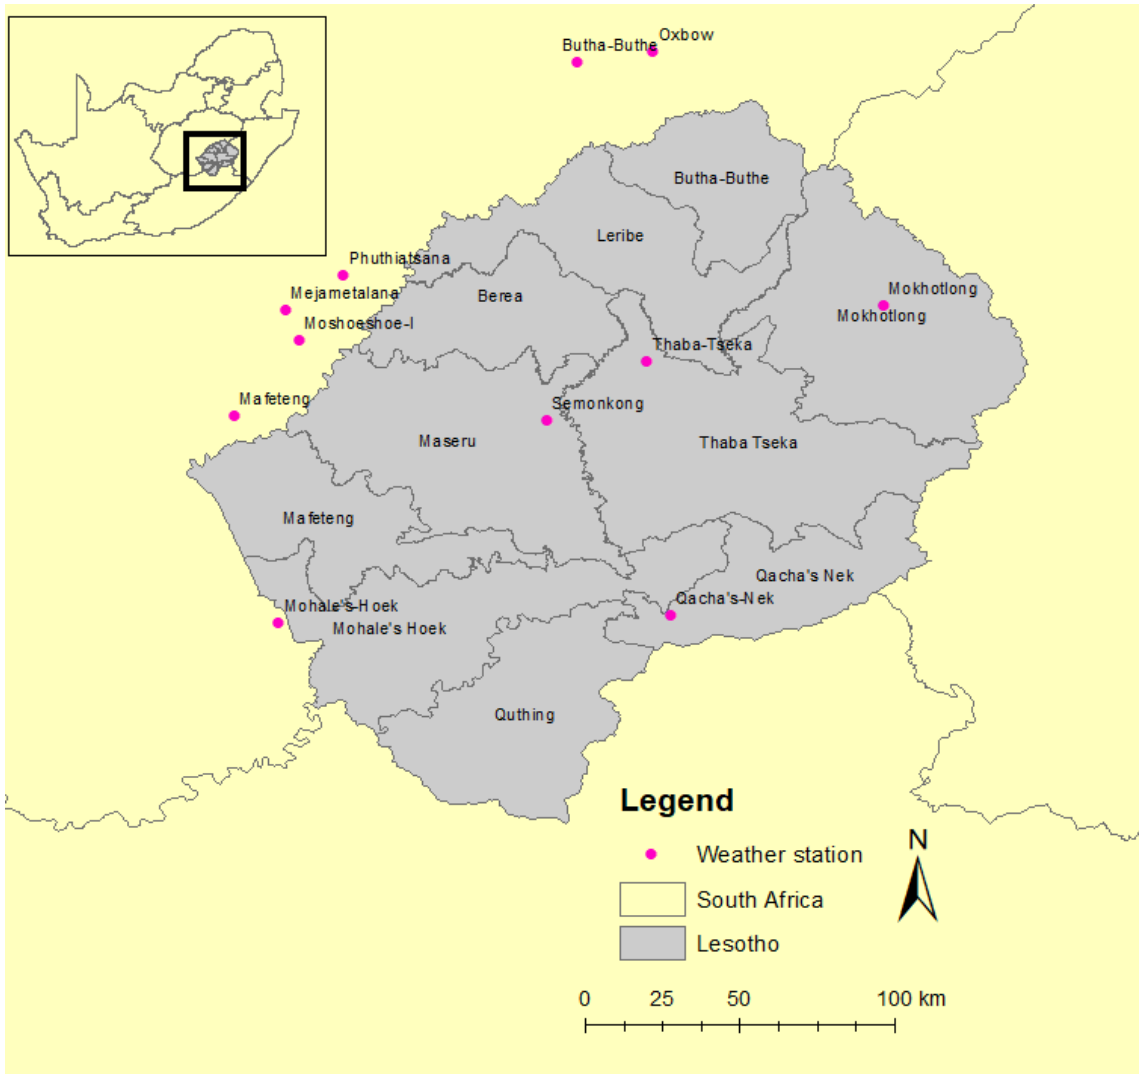 Oxbow
Butha-Buthe
Butha-Buthe
Leribe
Phuthiatsana
Mejametalana
Berea
Mokhotlong
Mokhotlong
Moshoeshoe-I
Thaba-Tseka
Mafeteng
Semonkong
Maseru
Thaba Tseka
Mafeteng
Qacha's Nek
Qacha's-Nek
Mohale's-Hoek
Mohale's Hoek
Quthing
Legend
Weather station
South Africa
Lesotho
N
0 25 50 100 km